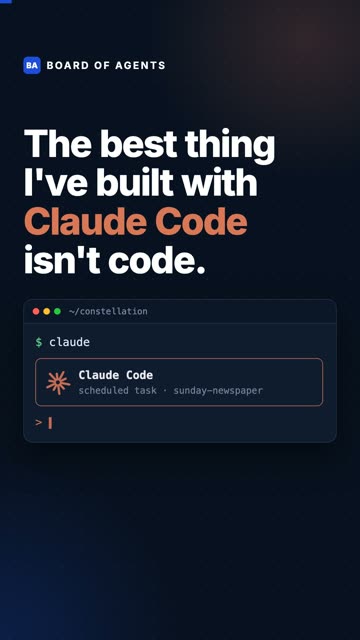 BA BOARD OF AGENTS
The best thing
I've built with
Claude Code
isn't code.
~/constellation
$ claude
Claude Code
scheduled task · sunday-newspaper
>